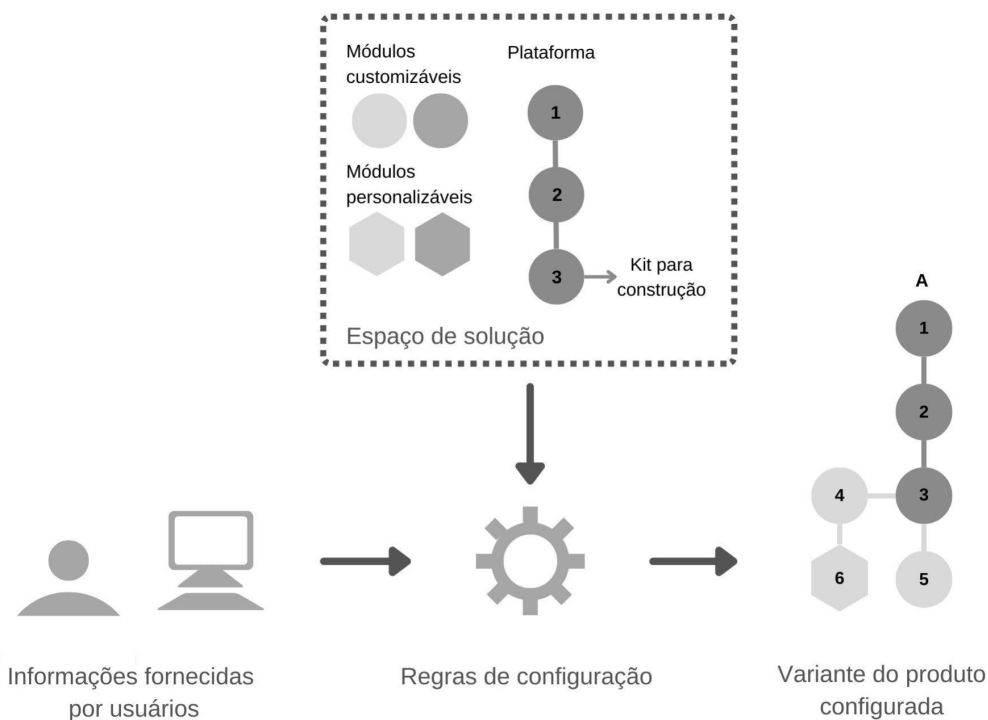 Módulos
customizáveis
Plataforma
1
Módulos
personalizáveis
2
3
Kit para
construção
Espaço de solução
A
1
2
4
3
6
5
Informações fornecidas
por usuários
Regras de configuração
Variante do produto
configurada